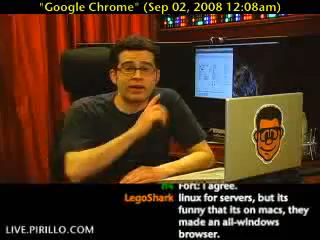 "Google Chrome" (Sep 02, 2008 12:08am)
Fort: I agree.
LegoShark linux for servers, but its
funny that its on macs, they
made an all-windows
browser.
LIVE.PIRILLO.COM